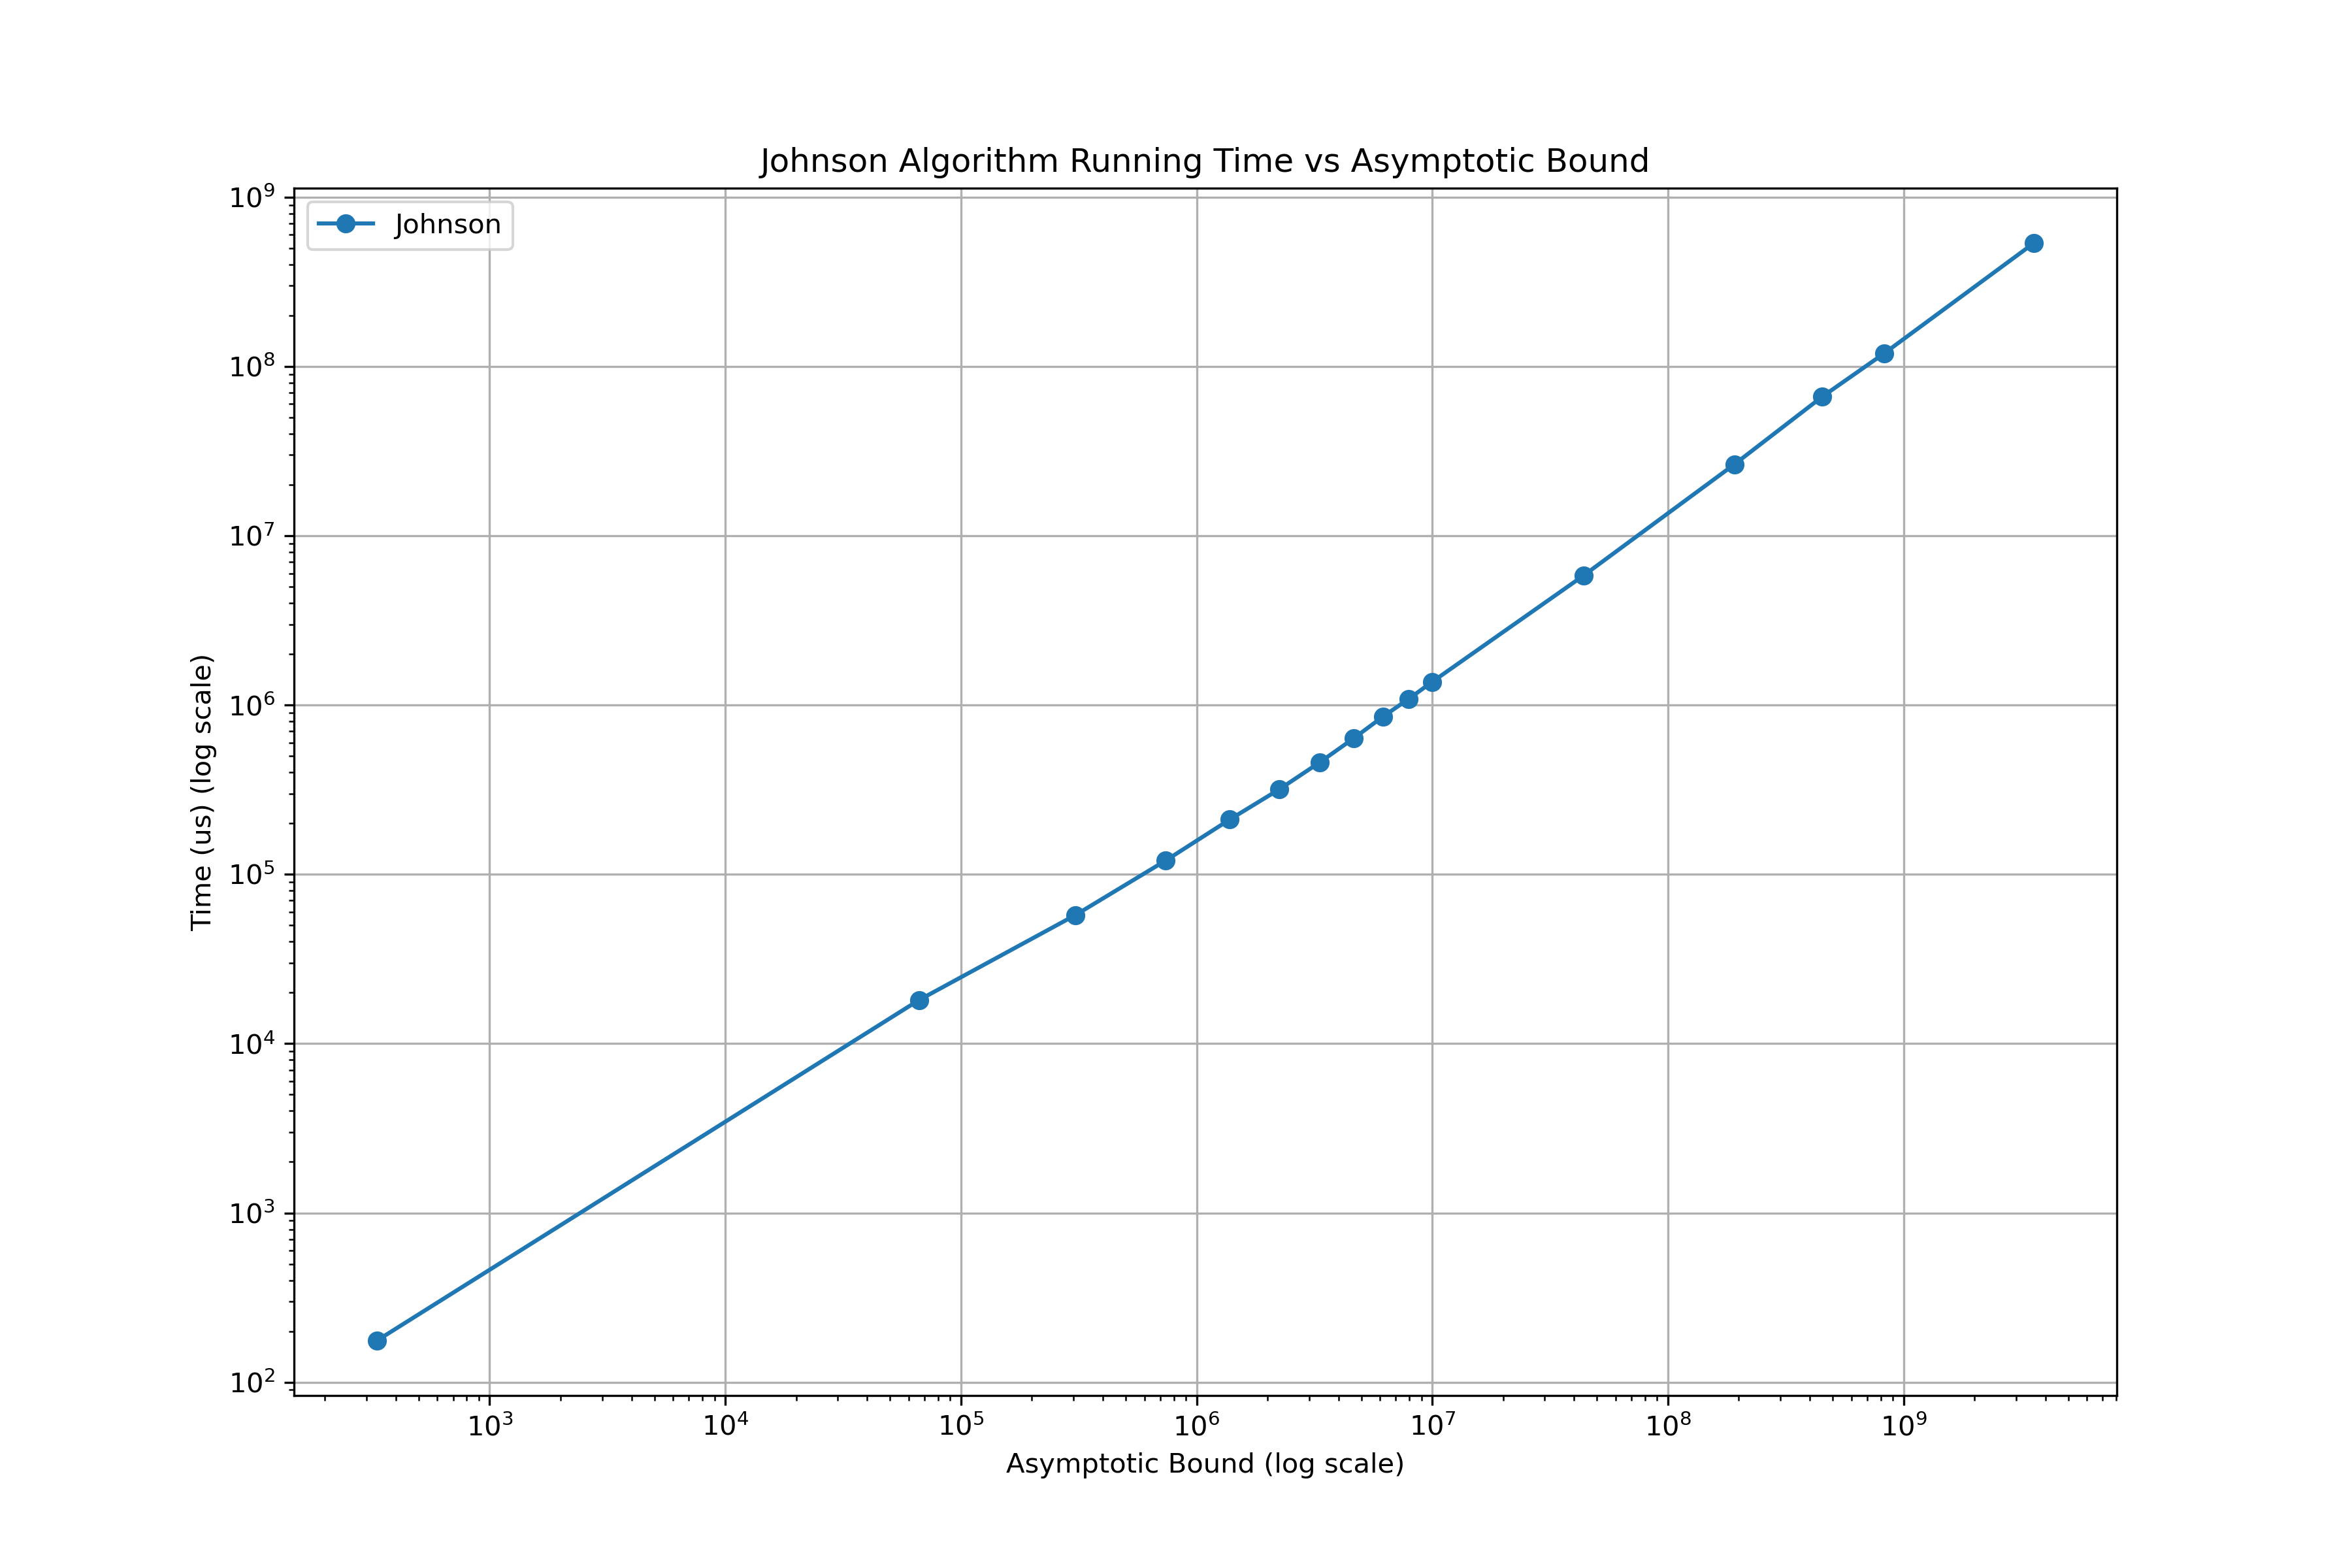 Johnson Algorithm Running Time vs Asymptotic Bound
Johnson
Time (us) (log scale)
10⁹
10⁸
10⁷
10⁶
10⁵
10⁴
10³
10²
10³ 10⁴ 10⁵ 10⁶ 10⁷ 10⁸ 10⁹
Asymptotic Bound (log scale)